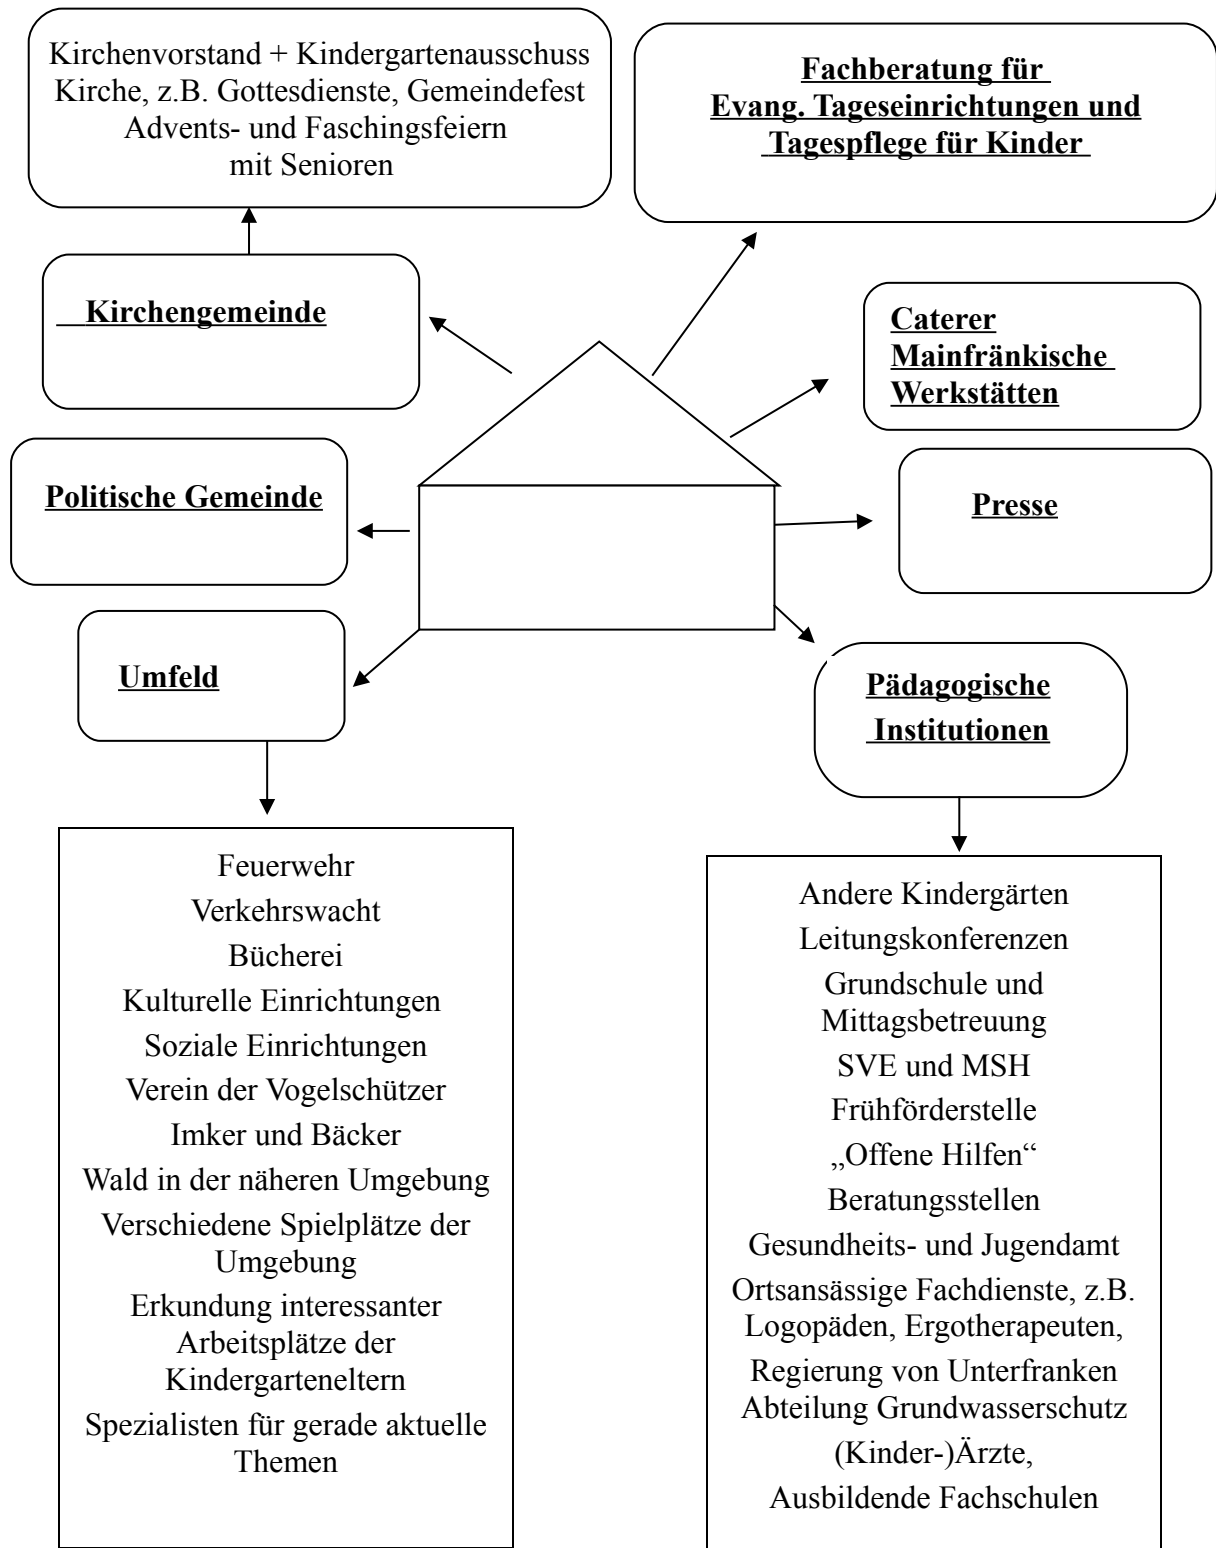 Kirchenvorstand + Kindergartenausschuss
Kirche, z.B. Gottesdienste, Gemeindefest
Advents- und Faschingsfeiern
mit Senioren
Fachberatung für
Evang. Tageseinrichtungen und
Tagespflege für Kinder
Kirchengemeinde
Caterer
Mainfränkische
Werkstätten
Politische Gemeinde
Presse
Umfeld
Pädagogische
Institutionen
Feuerwehr
Verkehrswacht
Bücherei
Kulturelle Einrichtungen
Soziale Einrichtungen
Verein der Vogelschützer
Imker und Bäcker
Wald in der näheren Umgebung
Verschiedene Spielplätze der
Umgebung
Erkundung interessanter
Arbeitsplätze der
Kindergarteneltern
Spezialisten für gerade aktuelle
Themen
Andere Kindergärten
Leitungskonferenzen
Grundschule und
Mittagsbetreuung
SVE und MSH
Frühförderstelle
„Offene Hilfen“
Beratungsstellen
Gesundheits- und Jugendamt
Ortsansässige Fachdienste, z.B.
Logopäden, Ergotherapeuten,
Regierung von Unterfranken
Abteilung Grundwasserschutz
(Kinder-)Ärzte,
Ausbildende Fachschulen